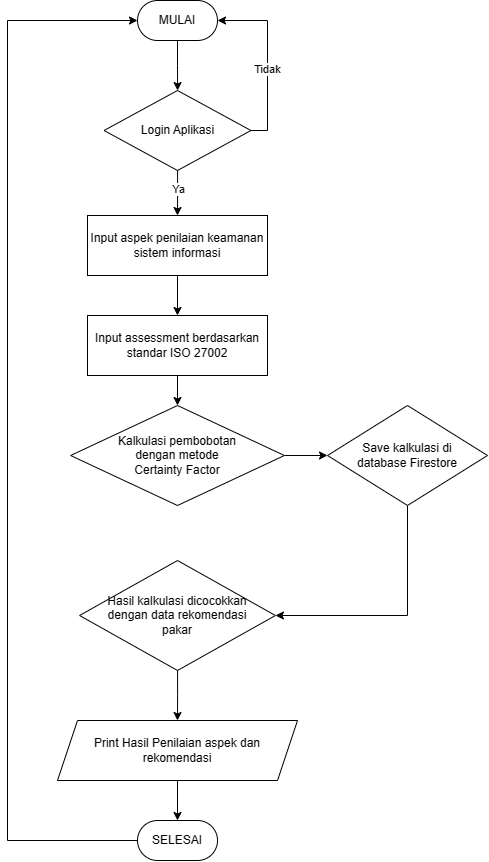 MULAI
Tidak
Login Aplikasi
Ya
Input aspek penilaian keamanan
sistem informasi
Input assessment berdasarkan
standar ISO 27002
Kalkulasi pembobotan
dengan metode
Certainty Factor
Save kalkulasi di
database Firestore
Hasil kalkulasi dicocokkan
dengan data rekomendasi
pakar
Print Hasil Penilaian aspek dan
rekomendasi
SELESAI